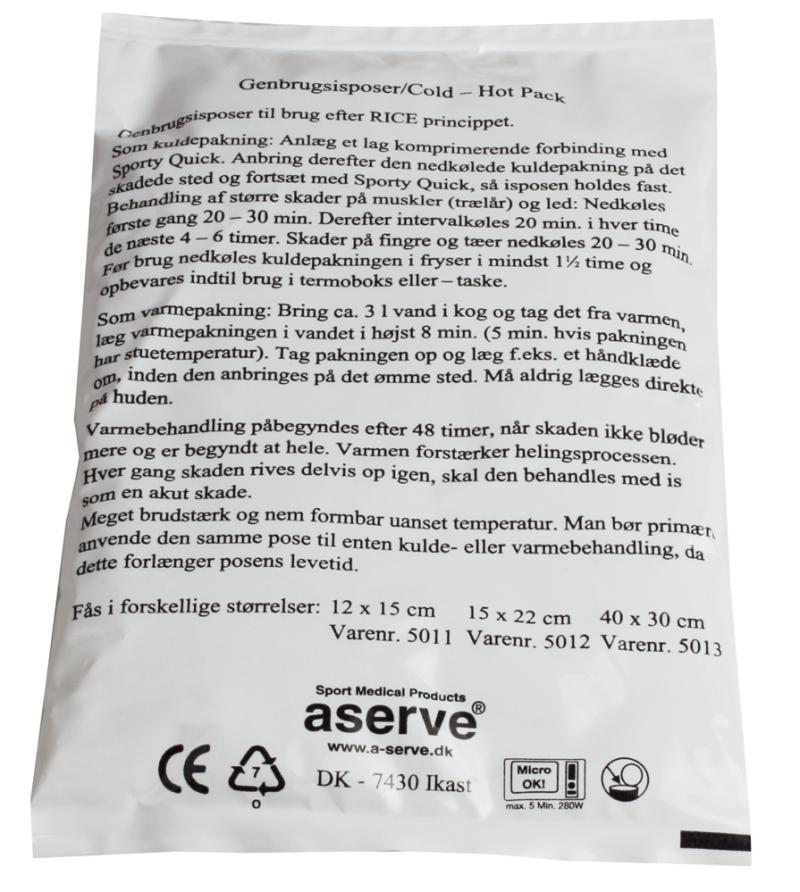 Genbrugsisposer/Cold – Hot Pack
Genbrugsisposer til brug efter RICE princippet.
Som kuldepakning: Anlæg et lag komprimerende forbinding med
Sporty Quick. Anbring derefter den nedkølede kuldepakning på det
skadede sted og fortsæt med Sporty Quick, så isposen holdes fast.
Behandling af større skader på muskler (trælår) og led: Nedkøles
første gang 20 – 30 min. Derefter intervalkøles 20 min. i hver time
de næste 4 – 6 timer. Skader på fingre og tæer nedkøles 20 – 30 min.
Før brug nedkøles kuldepakningen i fryser i mindst 1½ time og
opbevares indtil brug i termoboks eller – taske.
Som varmepakning: Bring ca. 3 l vand i kog og tag det fra varmen,
læg varmepakningen i vandet i højst 8 min. (5 min. hvis pakningen
har stuetemperatur). Tag pakningen op og læg f.eks. et håndklæde
om, inden den anbringes på det ømme sted. Må aldrig lægges direkte
på huden.
Varmebehandling påbegyndes efter 48 timer, når skaden ikke bløder
mere og er begyndt at hele. Varmen forstærker helingsprocessen.
Hver gang skaden rives delvis op igen, skal den behandles med is
som en akut skade.
Meget brudstærk og nem formbar uanset temperatur. Man bør primær
anvende den samme pose til enten kulde- eller varmebehandling, da
dette forlænger posens levetid.
Fås i forskellige størrelser: 12 x 15 cm 15 x 22 cm 40 x 30 cm
Varenr. 5011 Varenr. 5012 Varenr. 5013
Sport Medical Products
aserve®
www.a-serve.dk
DK - 7430 Ikast
CE
7
O
Micro
OK!
max. 5 Min. 280W